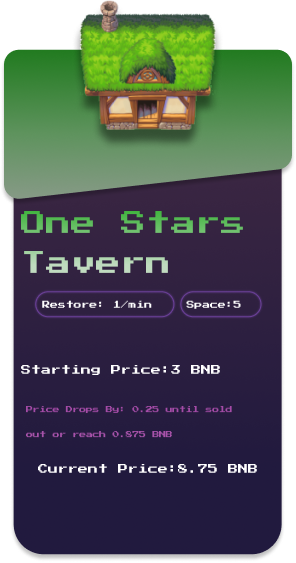 One Stars
Tavern
Restore: 1/min Space:5
Starting Price:3 BNB
Price Drops By: 0.25 until sold
out or reach 0.875 BNB
Current Price:8.75 BNB